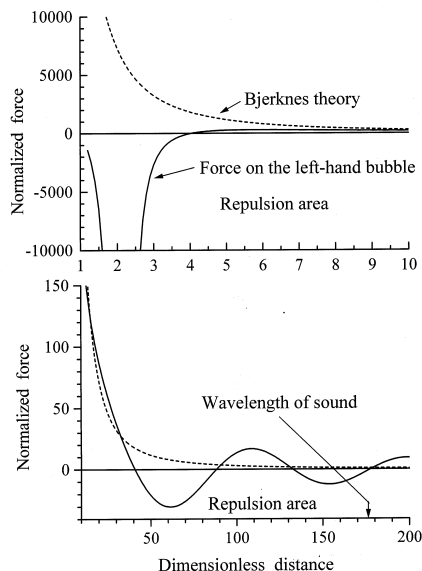 10000
5000
0
-5000
-10000
Normalized force
Bjerknes theory
Force on the left-hand bubble
Repulsion area
1 2 3 4 5 6 7 8 9 10
150
100
50
0
Normalized force
Wavelength of sound
Repulsion area
50 100 150 200
Dimensionless distance